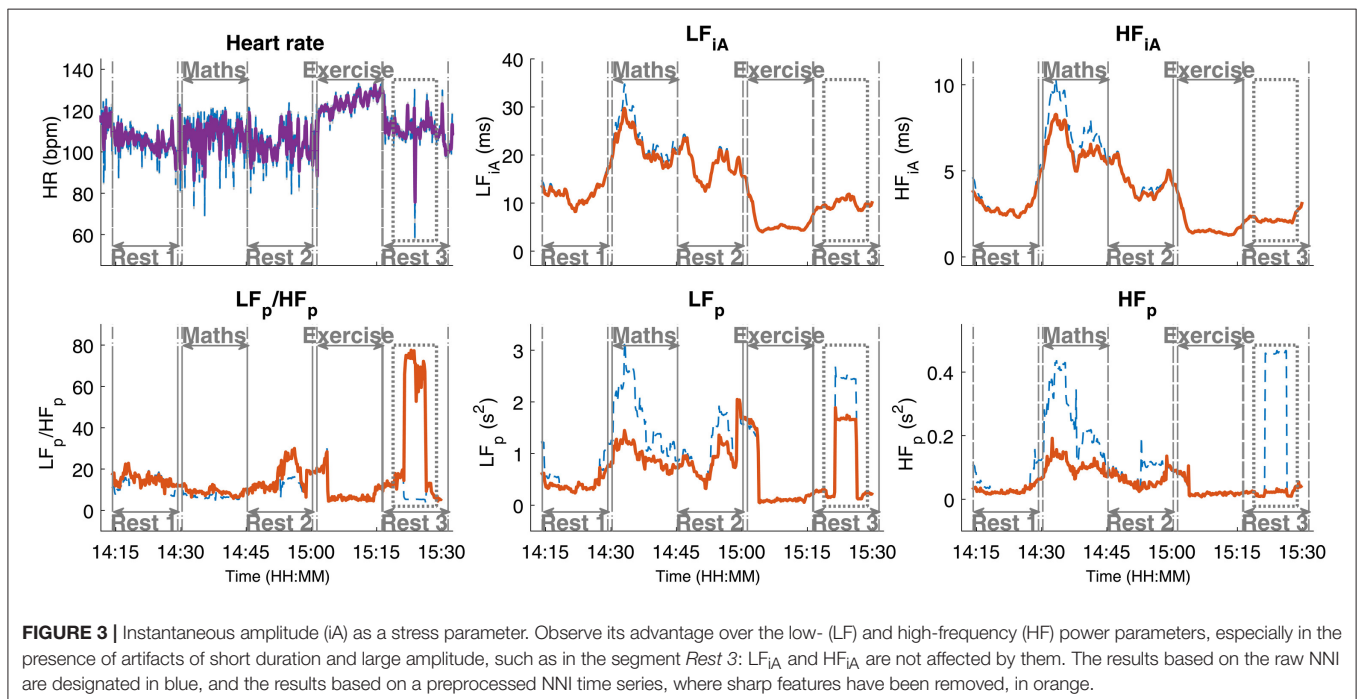 Heart rate
140
120
100
80
60
HR (bpm)
Maths
Exercise
Rest 1
Rest 2
Rest 3
LF_iA
40
30
20
10
0
LF_iA (ms)
Maths
Exercise
Rest 1
Rest 2
Rest 3
HF_iA
10
5
0
HF_iA (ms)
Maths
Exercise
Rest 1
Rest 2
Rest 3
LF_p/HF_p
80
60
40
20
0
LF_p/HF_p
Maths
Exercise
Rest 1
Rest 2
Rest 3
14:15 14:30 14:45 15:00 15:15 15:30
Time (HH:MM)
LF_p
3
2
1
0
LF_p (s²)
Maths
Exercise
Rest 1
Rest 2
Rest 3
14:15 14:30 14:45 15:00 15:15 15:30
Time (HH:MM)
HF_p
0.4
0.2
0
HF_p (s²)
Maths
Exercise
Rest 1
Rest 2
Rest 3
14:15 14:30 14:45 15:00 15:15 15:30
Time (HH:MM)
FIGURE 3 | Instantaneous amplitude (iA) as a stress parameter. Observe its advantage over the low- (LF) and high-frequency (HF) power parameters, especially in the
presence of artifacts of short duration and large amplitude, such as in the segment Rest 3: LF_iA and HF_iA are not affected by them. The results based on the raw NNI
are designated in blue, and the results based on a preprocessed NNI time series, where sharp features have been removed, in orange.